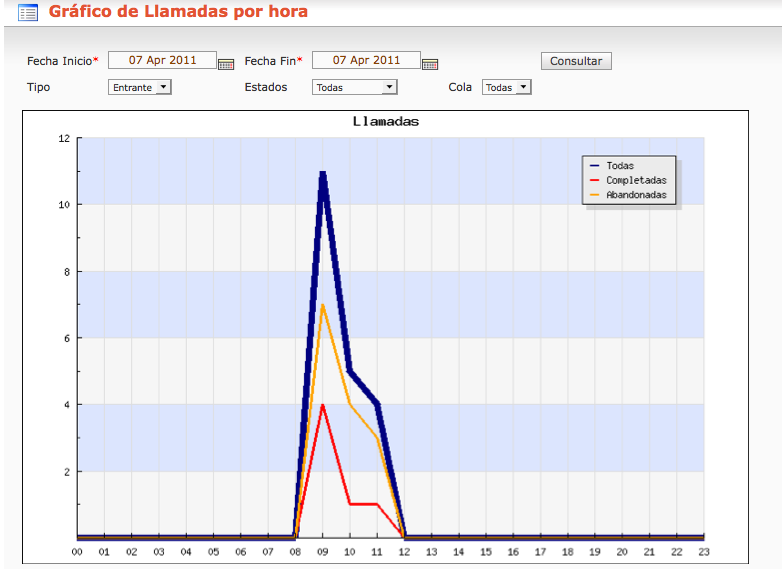 Gráfico de Llamadas por hora
Fecha Inicio* 07 Apr 2011 Fecha Fin* 07 Apr 2011 Consultar
Tipo Entrante Estados Todas Cola Todas
Llamadas
12
Todas
Completadas
Abandonadas
10
8
6
4
2
00 01 02 03 04 05 06 07 08 09 10 11 12 13 14 15 16 17 18 19 20 21 22 23